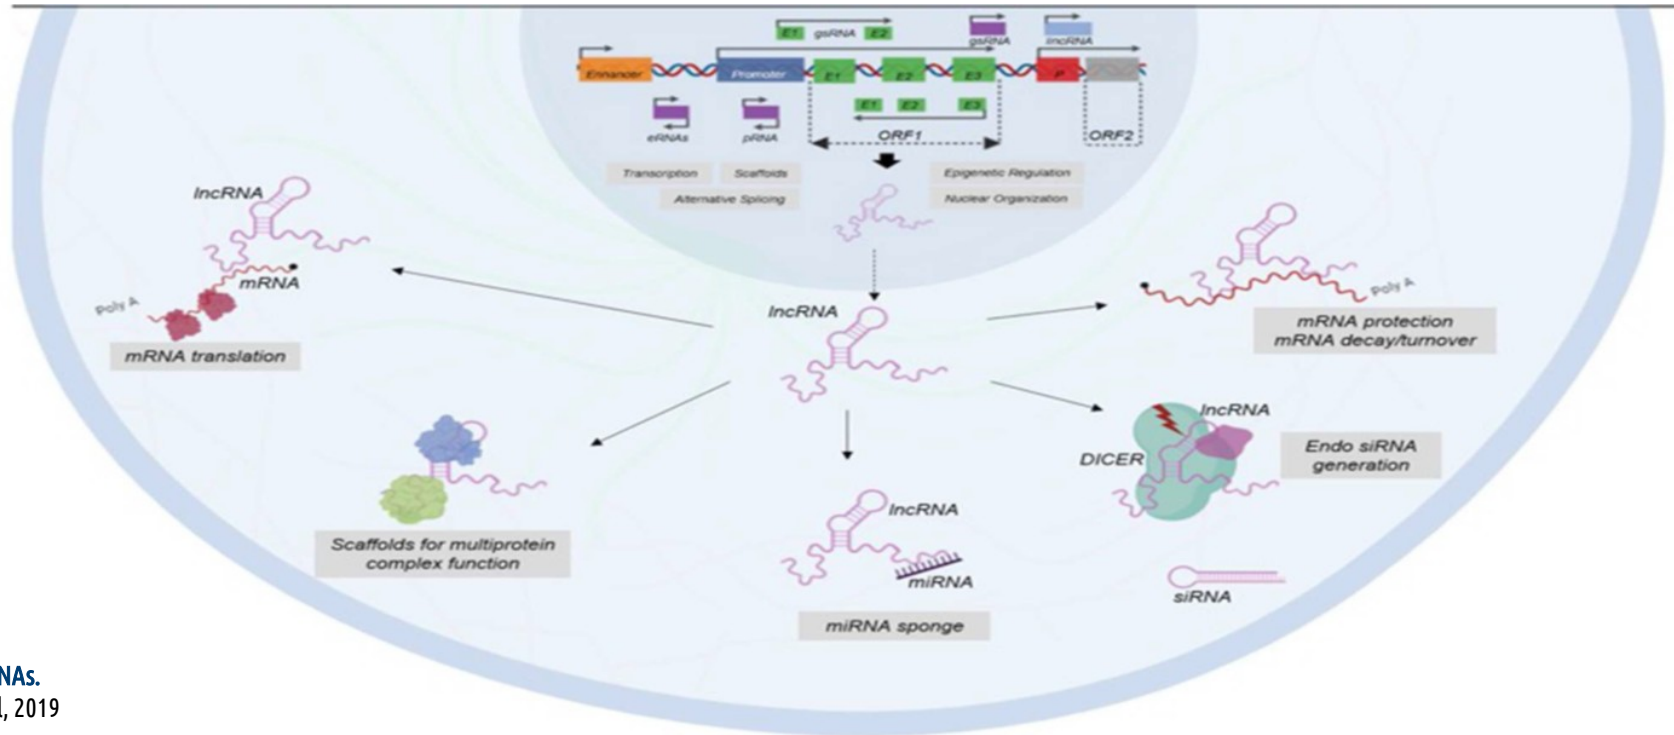 E1 gsRNA E2
gsRNA
lncRNA
Enhancer
Promoter
E1
E2
E3
P
E1 E2 E3
eRNAs
pRNA
ORF1
ORF2
Transcription
Scaffolds
Alternative Splicing
Epigenetic Regulation
Nuclear Organization
lncRNA
mRNA
Poly A
mRNA translation
lncRNA
Poly A
mRNA protection
mRNA decay/turnover
Scaffolds for multiprotein
complex function
lncRNA
miRNA
miRNA sponge
lncRNA
DICER
Endo siRNA
generation
siRNA
NAs.
, 2019